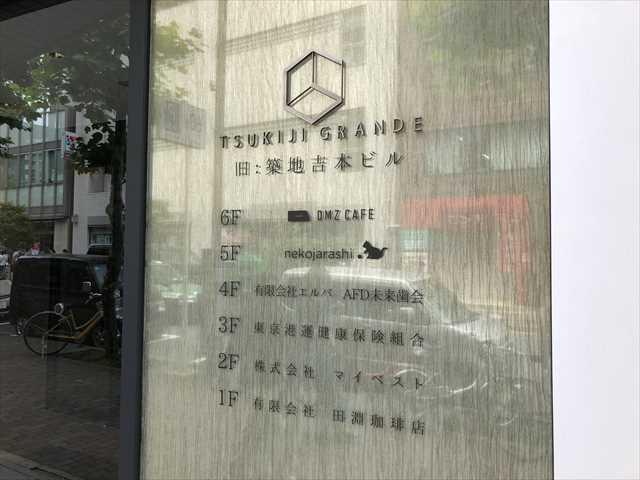 TSUKIJI GRANDE
旧:築地吉本ビル
6F DMZ CAFE
5F nekojarashi
4F 有限会社エルバ AFD未来歯会
3F 東京港運健康保険組合
2F 株式会社 マイベスト
1F 有限会社 田淵珈琲店